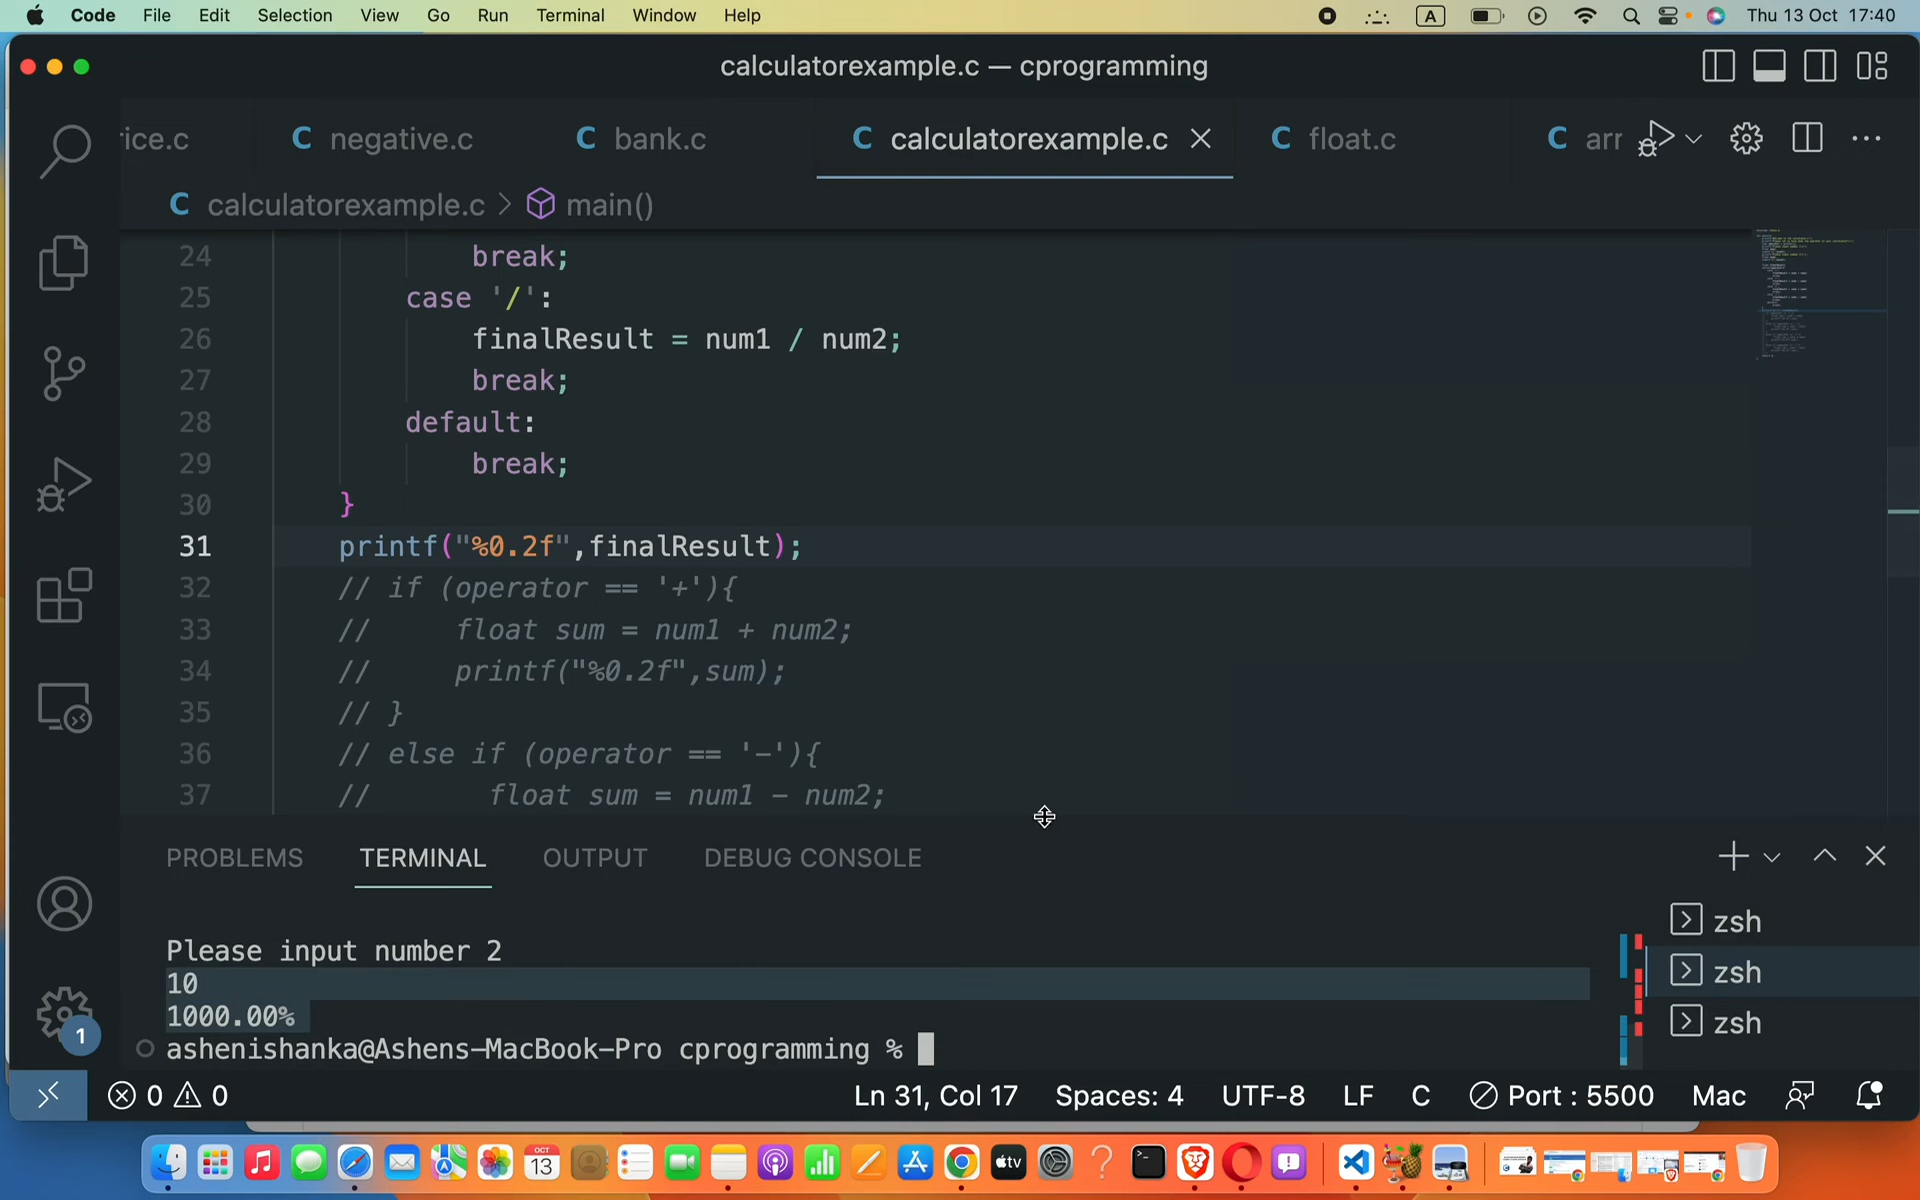 Code File Edit Selection View Go Run Terminal Window Help A Thu 13 Oct 17:40
calculatorexample.c — cprogramming
rice.c C negative.c C bank.c C calculatorexample.c C float.c C arr
C calculatorexample.c > main()
24 break;
25 case '/':
26 finalResult = num1 / num2;
27 break;
28 default:
29 break;
30 }
31 printf("%0.2f",finalResult);
32 // if (operator == '+'){
33 // float sum = num1 + num2;
34 // printf("%0.2f",sum);
35 // }
36 // else if (operator == '-'){
37 // float sum = num1 - num2;
PROBLEMS TERMINAL OUTPUT DEBUG CONSOLE
Please input number 2
10
1000.00%
ashenishanka@Ashens-MacBook-Pro cprogramming %
zsh
zsh
zsh
1
0 0 Ln 31, Col 17 Spaces: 4 UTF-8 LF C Port : 5500 Mac
OCT
13
tv